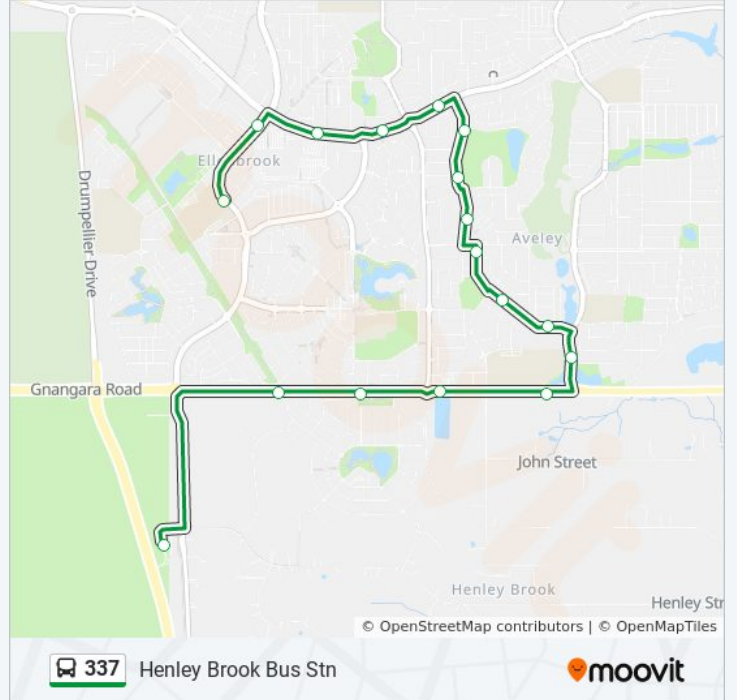 Ellenbrook
Drumpellier Drive
Aveley
Gnangara Road
John Street
Henley Brook
Henley Str
© OpenStreetMap contributors | © OpenMapTiles
337 Henley Brook Bus Stn
moovit